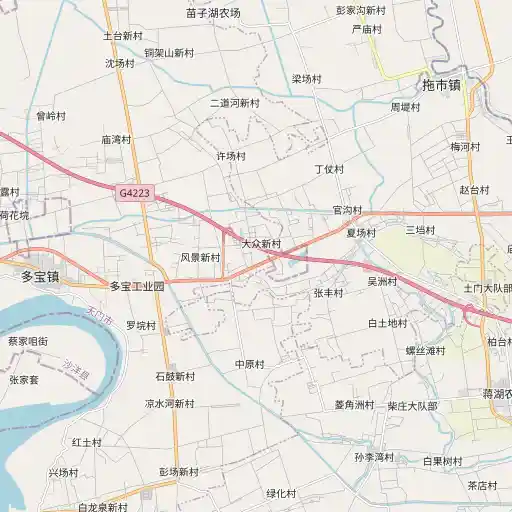 苗子湖农场
彭家沟新村
严庙村
土台新村
铜架山新村
沈场村
梁场村
拖市镇
二道河新村
周堤村
曾岭村
庙湾村
梅河村
许场村
丁仗村
赵台村
G4223
露村
荷花垸
官沟村
三垱村
夏场村
大众新村
风景新村
多宝镇
多宝工业园
吴洲村
土门大队部
张丰村
天门市
罗垸村
白土地村
蔡家咀街
柏台村
螺丝滩村
沙洋县
中原村
张家套
石鼓新村
蒋湖农
凉水河新村
菱角洲村
柴庄大队部
红土村
孙李湾村
白果树村
兴场村
彭场新村
茶店村
绿化村
白龙泉新村